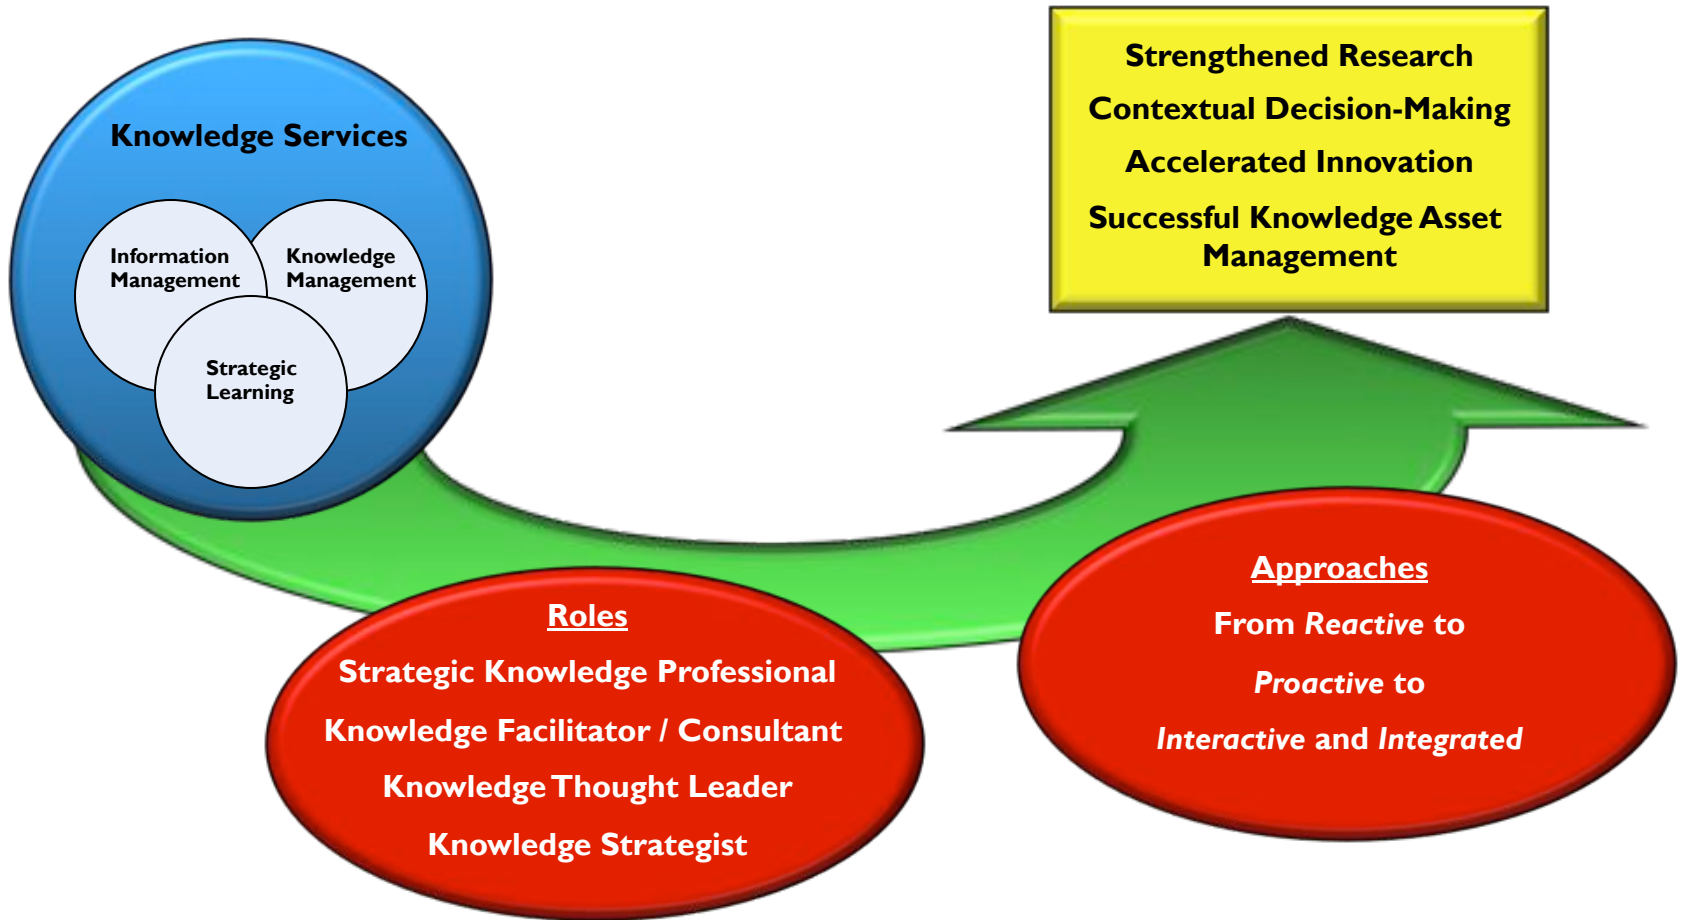 Knowledge Services
Information
Management
Knowledge
Management
Strategic
Learning
Strengthened Research
Contextual Decision-Making
Accelerated Innovation
Successful Knowledge Asset
Management
Roles
Strategic Knowledge Professional
Knowledge Facilitator / Consultant
Knowledge Thought Leader
Knowledge Strategist
Approaches
From Reactive to
Proactive to
Interactive and Integrated